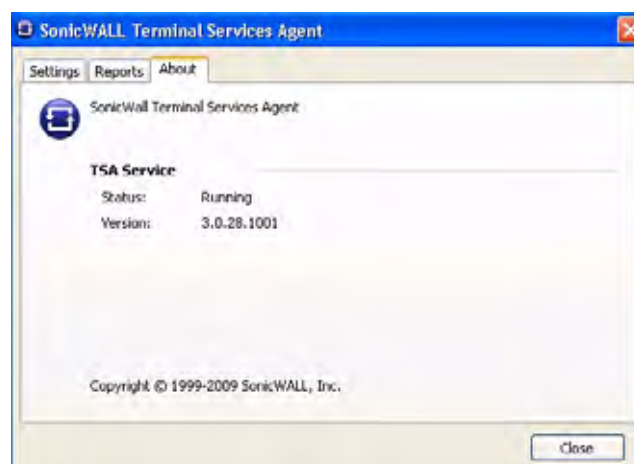 SonicWALL Terminal Services Agent
Settings Reports About
SonicWall Terminal Services Agent
TSA Service
Status: Running
Version: 3.0.28.1001
Copyright © 1999-2009 SonicWALL, Inc.
Close